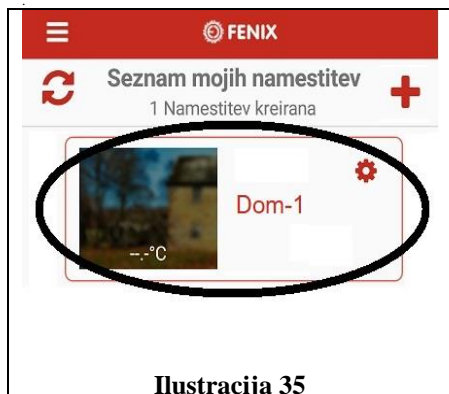 FENIX
Seznam mojih namestitev
1 Namestitev kreirana
Dom-1
--.-°C
Ilustracija 35